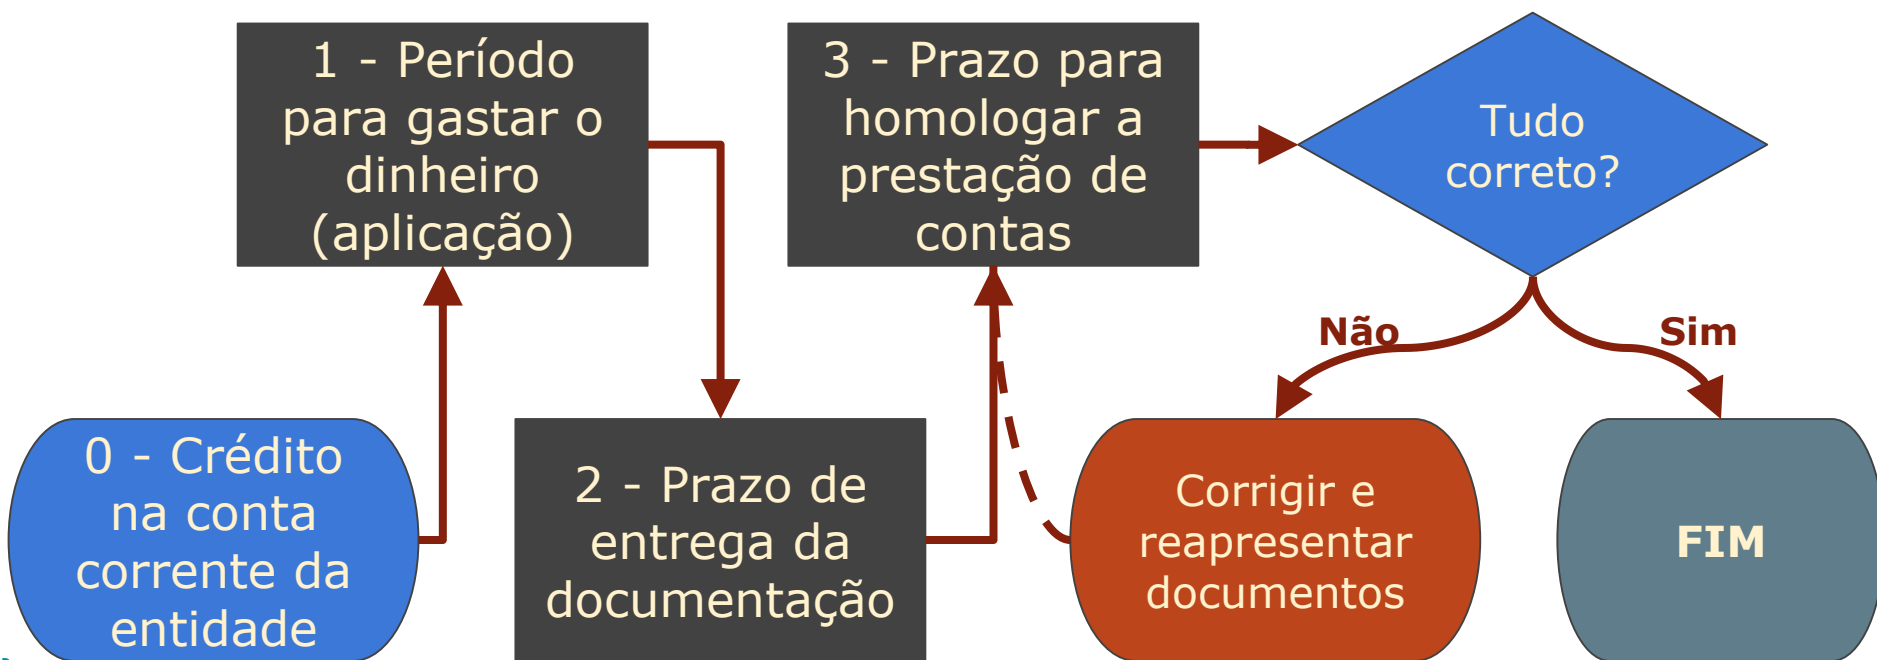 0 - Crédito
na conta
corrente da
entidade
1 - Período
para gastar o
dinheiro
(aplicação)
2 - Prazo de
entrega da
documentação
3 - Prazo para
homologar a
prestação de
contas
Tudo
correto?
Não
Sim
Corrigir e
reapresentar
documentos
FIM